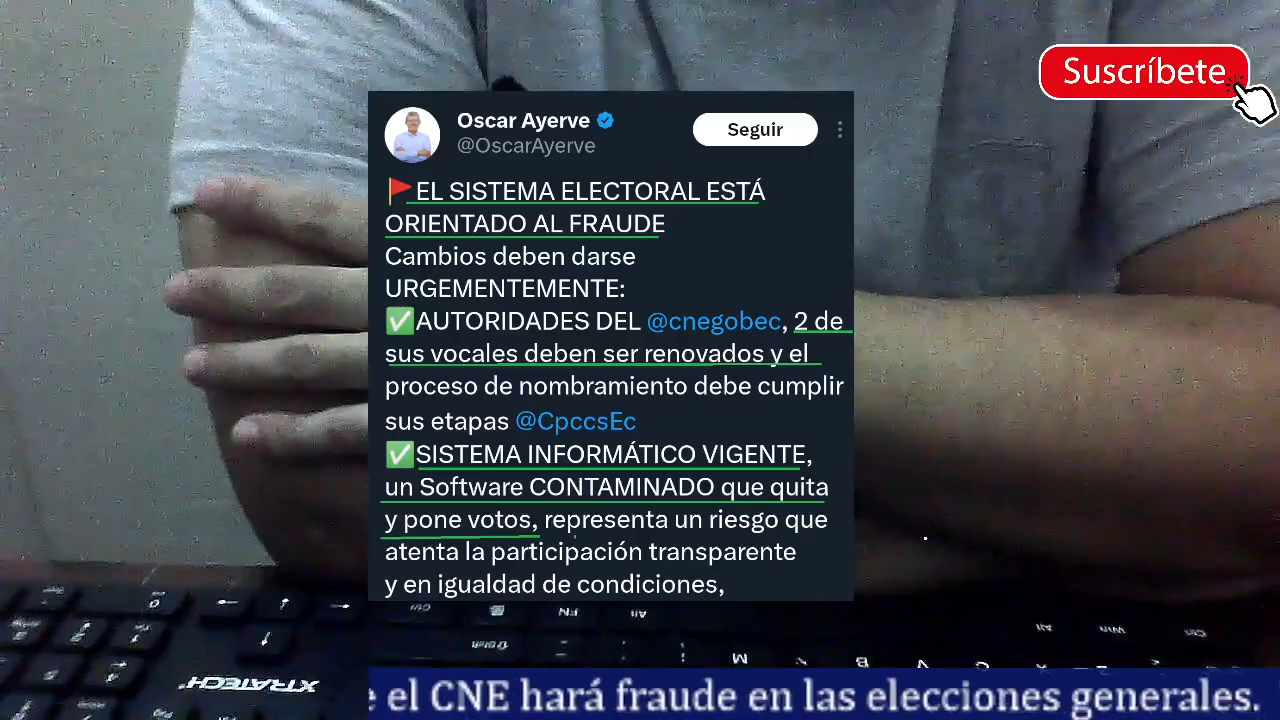 Suscríbete
Oscar Ayerve
@OscarAyerve
Seguir
🚩EL SISTEMA ELECTORAL ESTÁ
ORIENTADO AL FRAUDE
Cambios deben darse
URGEMENTEMENTE:
✅AUTORIDADES DEL @cnegobec, 2 de
sus vocales deben ser renovados y el
proceso de nombramiento debe cumplir
sus etapas @CpccsEc
✅SISTEMA INFORMÁTICO VIGENTE,
un Software CONTAMINADO que quita
y pone votos, representa un riesgo que
atenta la participación transparente
y en igualdad de condiciones,
XTRATECH
e el CNE hará fraude en las elecciones generales.